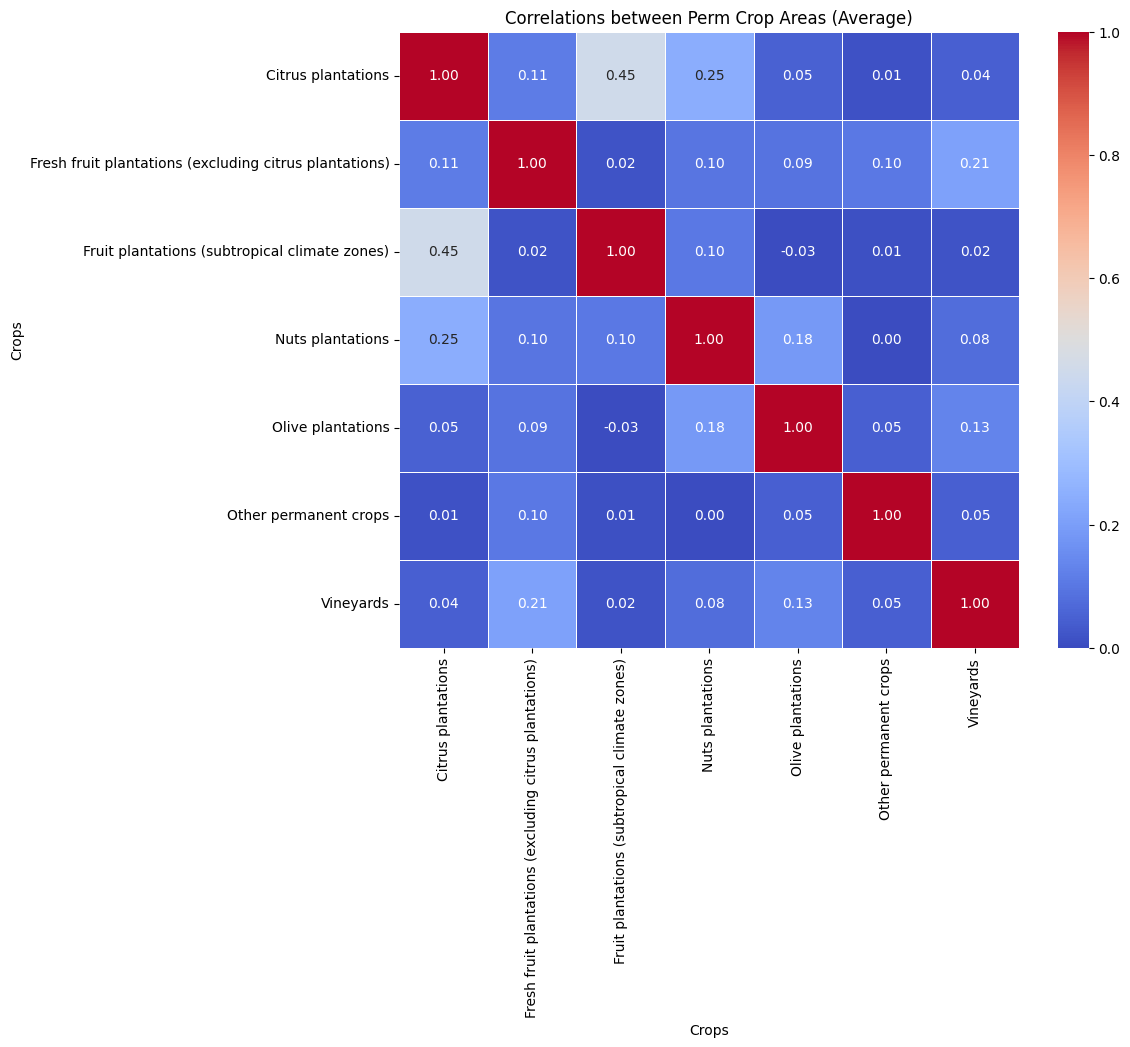 Correlations between Perm Crop Areas (Average)
Crops
Citrus plantations 1.00 0.11 0.45 0.25 0.05 0.01 0.04
Fresh fruit plantations (excluding citrus plantations) 0.11 1.00 0.02 0.10 0.09 0.10 0.21
Fruit plantations (subtropical climate zones) 0.45 0.02 1.00 0.10 -0.03 0.01 0.02
Nuts plantations 0.25 0.10 0.10 1.00 0.18 0.00 0.08
Olive plantations 0.05 0.09 -0.03 0.18 1.00 0.05 0.13
Other permanent crops 0.01 0.10 0.01 0.00 0.05 1.00 0.05
Vineyards 0.04 0.21 0.02 0.08 0.13 0.05 1.00
Citrus plantations
Fresh fruit plantations (excluding citrus plantations)
Fruit plantations (subtropical climate zones)
Nuts plantations
Olive plantations
Other permanent crops
Vineyards
Crops
1.0
0.8
0.6
0.4
0.2
0.0